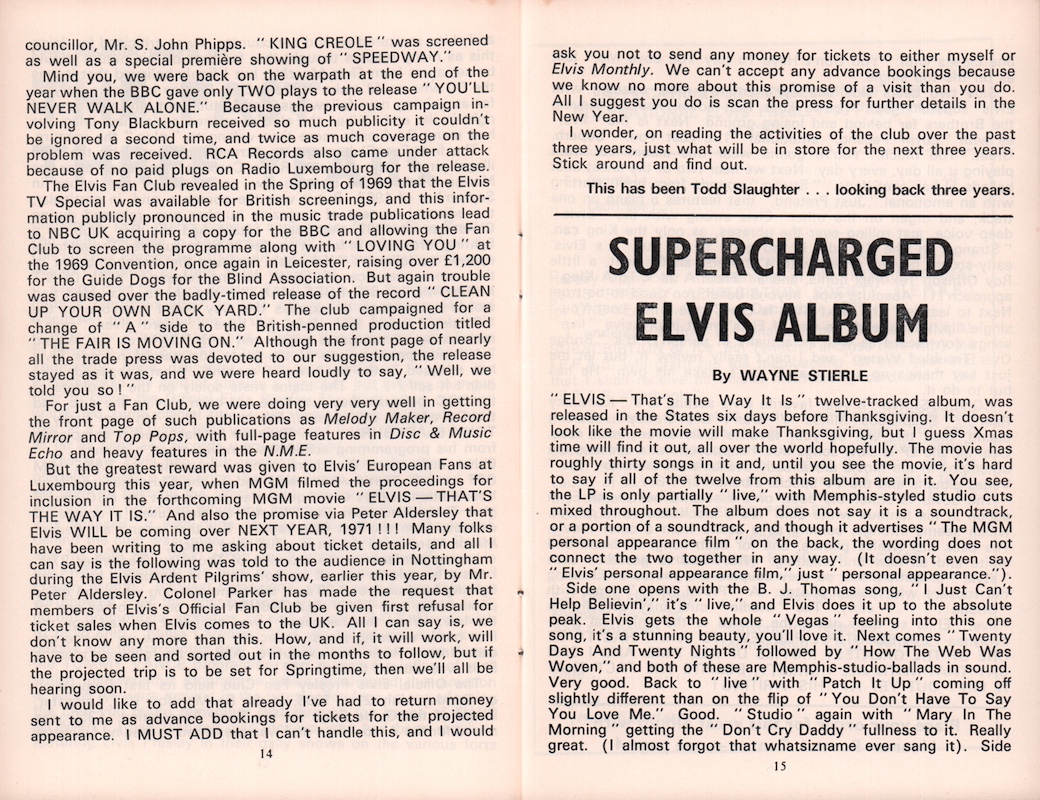 councillor, Mr. S. John Phipps. “ KING CREOLE ” was screened
as well as a special première showing of “ SPEEDWAY.”
Mind you, we were back on the warpath at the end of the
year when the BBC gave only TWO plays to the release “ YOU'LL
NEVER WALK ALONE.” Because the previous campaign in-
volving Tony Blackburn received so much publicity it couldn't
be ignored a second time, and twice as much coverage on the
problem was received. RCA Records also came under attack
because of no paid plugs on Radio Luxembourg for the release.
The Elvis Fan Club revealed in the Spring of 1969 that the Elvis
TV Special was available for British screenings, and this infor-
mation publicly pronounced in the music trade publications lead
to NBC UK acquiring a copy for the BBC and allowing the Fan
Club to screen the programme along with “ LOVING YOU ” at
the 1969 Convention, once again in Leicester, raising over £1,200
for the Guide Dogs for the Blind Association. But again trouble
was caused over the badly-timed release of the record “ CLEAN
UP YOUR OWN BACK YARD.” The club campaigned for a
change of “ A ” side to the British-penned production titled
“ THE FAIR IS MOVING ON.” Although the front page of nearly
all the trade press was devoted to our suggestion, the release
stayed as it was, and we were heard loudly to say, “ Well, we
told you so ! ”
For just a Fan Club, we were doing very very well in getting
the front page of such publications as Melody Maker, Record
Mirror and Top Pops, with full-page features in Disc & Music
Echo and heavy features in the N.M.E.
But the greatest reward was given to Elvis' European Fans at
Luxembourg this year, when MGM filmed the proceedings for
inclusion in the forthcoming MGM movie “ ELVIS — THAT'S
THE WAY IT IS.” And also the promise via Peter Aldersley that
Elvis WILL be coming over NEXT YEAR, 1971 ! ! ! Many folks
have been writing to me asking about ticket details, and all I
can say is the following was told to the audience in Nottingham
during the Elvis Ardent Pilgrims' show, earlier this year, by Mr.
Peter Aldersley. Colonel Parker has made the request that
members of Elvis's Official Fan Club be given first refusal for
ticket sales when Elvis comes to the UK. All I can say is, we
don't know any more than this. How, and if, it will work, will
have to be seen and sorted out in the months to follow, but if
the projected trip is to be set for Springtime, then we'll all be
hearing soon.
I would like to add that already I've had to return money
sent to me as advance bookings for tickets for the projected
appearance. I MUST ADD that I can't handle this, and I would
14
ask you not to send any money for tickets to either myself or
Elvis Monthly. We can't accept any advance bookings because
we know no more about this promise of a visit than you do.
All I suggest you do is scan the press for further details in the
New Year.
I wonder, on reading the activities of the club over the past
three years, just what will be in store for the next three years.
Stick around and find out.
This has been Todd Slaughter . . . looking back three years.
SUPERCHARGED
ELVIS ALBUM
By WAYNE STIERLE
“ ELVIS — That's The Way It Is ” twelve-tracked album, was
released in the States six days before Thanksgiving. It doesn't
look like the movie will make Thanksgiving, but I guess Xmas
time will find it out, all over the world hopefully. The movie has
roughly thirty songs in it and, until you see the movie, it's hard
to say if all of the twelve from this album are in it. You see,
the LP is only partially “ live,” with Memphis-styled studio cuts
mixed throughout. The album does not say it is a soundtrack,
or a portion of a soundtrack, and though it advertises “ The MGM
personal appearance film ” on the back, the wording does not
connect the two together in any way. (It doesn't even say
“ Elvis' personal appearance film,” just “ personal appearance.”).
Side one opens with the B. J. Thomas song, “ I Just Can't
Help Believin',” it's “ live,” and Elvis does it up to the absolute
peak. Elvis gets the whole “ Vegas ” feeling into this one
song, it's a stunning beauty, you'll love it. Next comes “ Twenty
Days And Twenty Nights ” followed by “ How The Web Was
Woven,” and both of these are Memphis-studio-ballads in sound.
Very good. Back to “ live ” with “ Patch It Up ” coming off
slightly different than on the flip of “ You Don't Have To Say
You Love Me.” Good. “ Studio ” again with “ Mary In The
Morning ” getting the “ Don't Cry Daddy ” fullness to it. Really
great. (I almost forgot that whatsizname ever sang it). Side
15